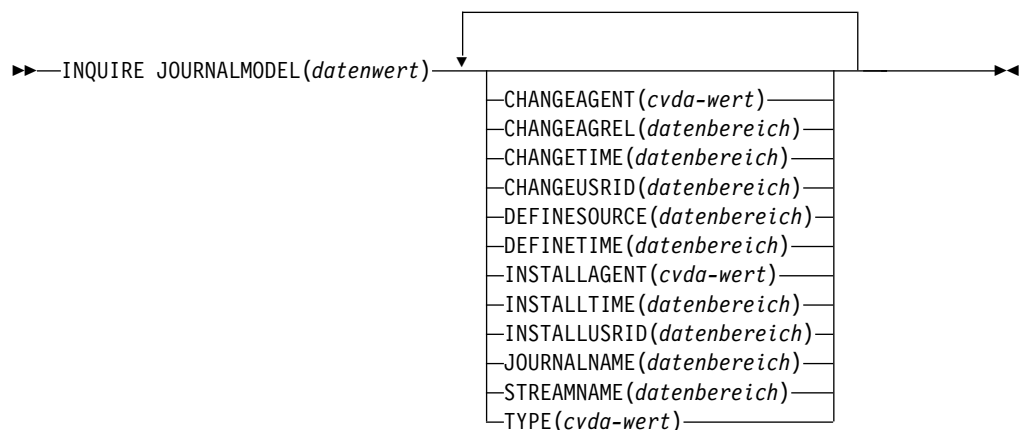 INQUIRE JOURNALMODEL(datenwert)
CHANGEAGENT(cvda-wert)
CHANGEAGREL(datenbereich)
CHANGETIME(datenbereich)
CHANGEUSRID(datenbereich)
DEFINESOURCE(datenbereich)
DEFINETIME(datenbereich)
INSTALLAGENT(cvda-wert)
INSTALLTIME(datenbereich)
INSTALLUSRID(datenbereich)
JOURNALNAME(datenbereich)
STREAMNAME(datenbereich)
TYPE(cvda-wert)